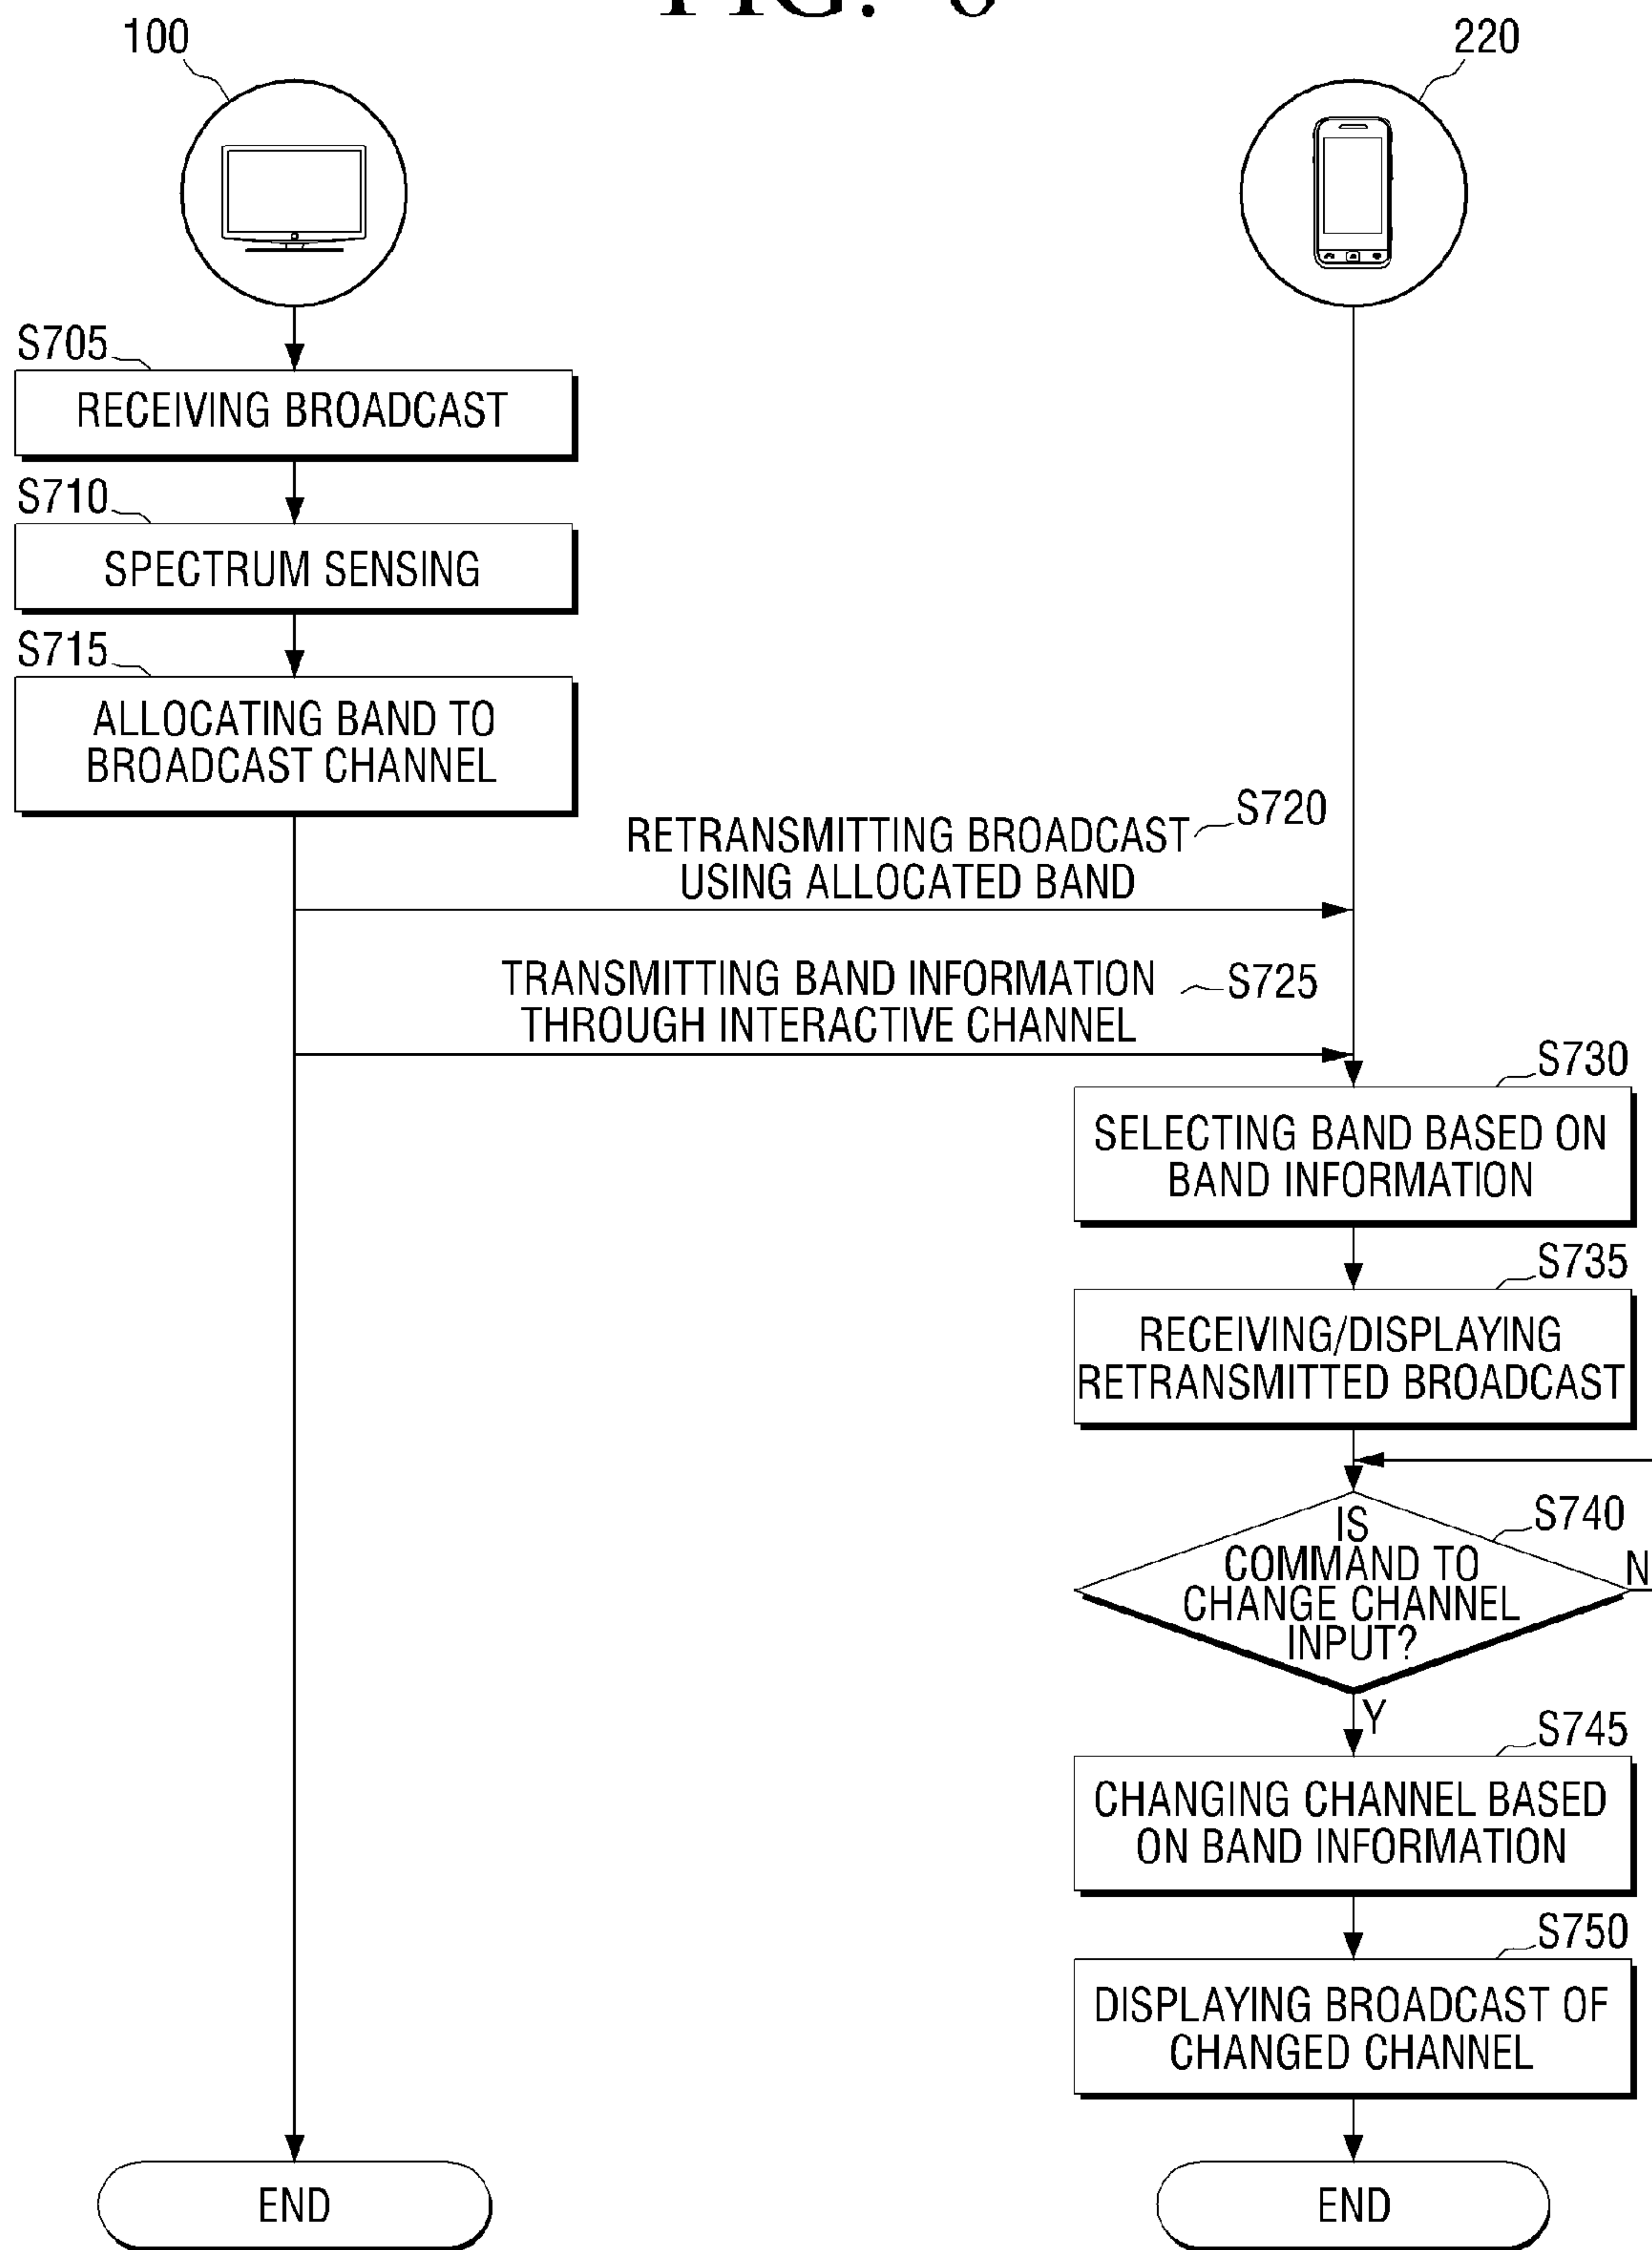 FIG.
100
220
S705
RECEIVING BROADCAST
S710
SPECTRUM SENSING
S715
ALLOCATING BAND TO
BROADCAST CHANNEL
RETRANSMITTING BROADCAST
USING ALLOCATED BAND
S720
TRANSMITTING BAND INFORMATION
THROUGH INTERACTIVE CHANNEL
S725
S730
SELECTING BAND BASED ON
BAND INFORMATION
S735
RECEIVING/DISPLAYING
RETRANSMITTED BROADCAST
S740
IS
COMMAND TO
CHANGE CHANNEL
INPUT?
N
Y
S745
CHANGING CHANNEL BASED
ON BAND INFORMATION
S750
DISPLAYING BROADCAST OF
CHANGED CHANNEL
END
END